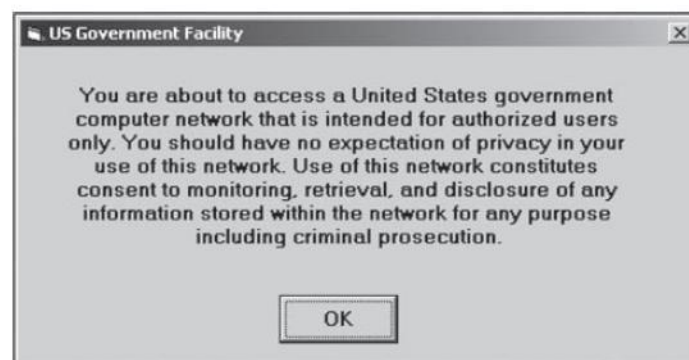 US Government Facility
You are about to access a United States government
computer network that is intended for authorized users
only. You should have no expectation of privacy in your
use of this network. Use of this network constitutes
consent to monitoring, retrieval, and disclosure of any
information stored within the network for any purpose
including criminal prosecution.
OK